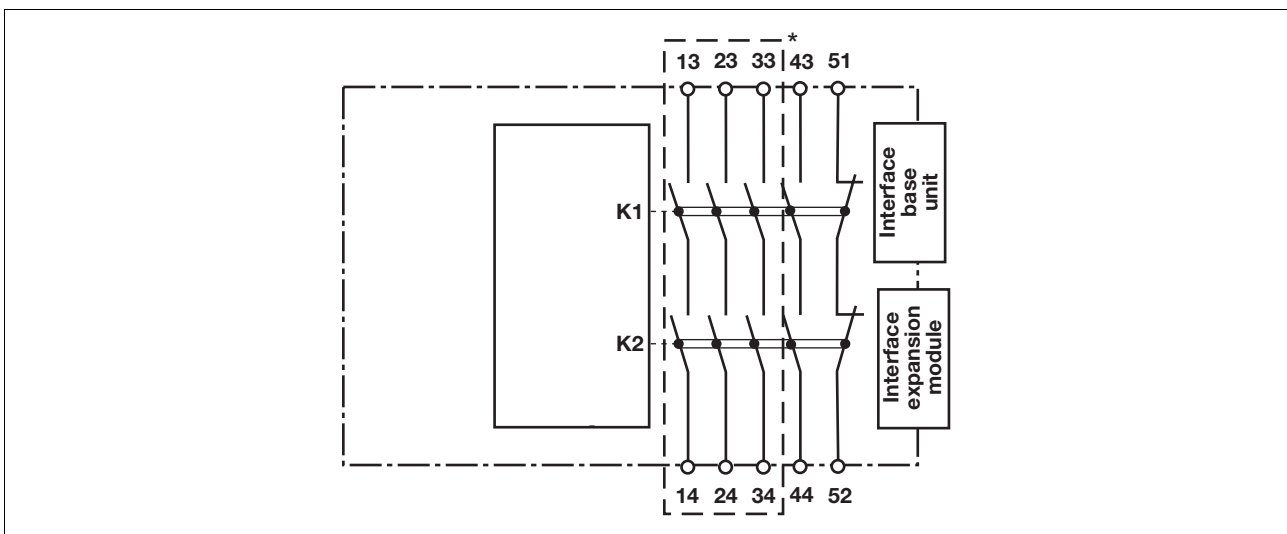 *
13 23 33 43 51
Interface
base
unit
K1
K2
Interface
expansion
module
14 24 34 44 52